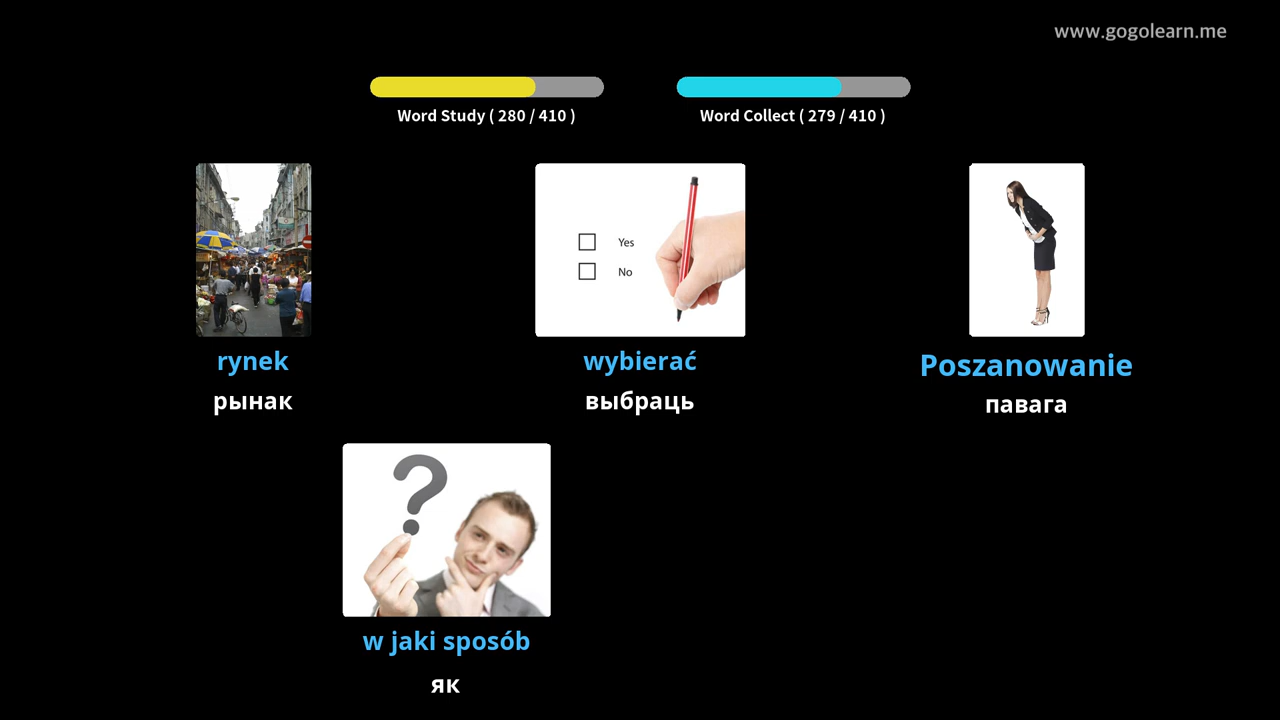 www.gogolearn.me
Word Study ( 280 / 410 )
Word Collect ( 279 / 410 )
Yes
No
rynek
wybierać
Poszanowanie
рынак
выбраць
павага
?
w jaki sposób
як